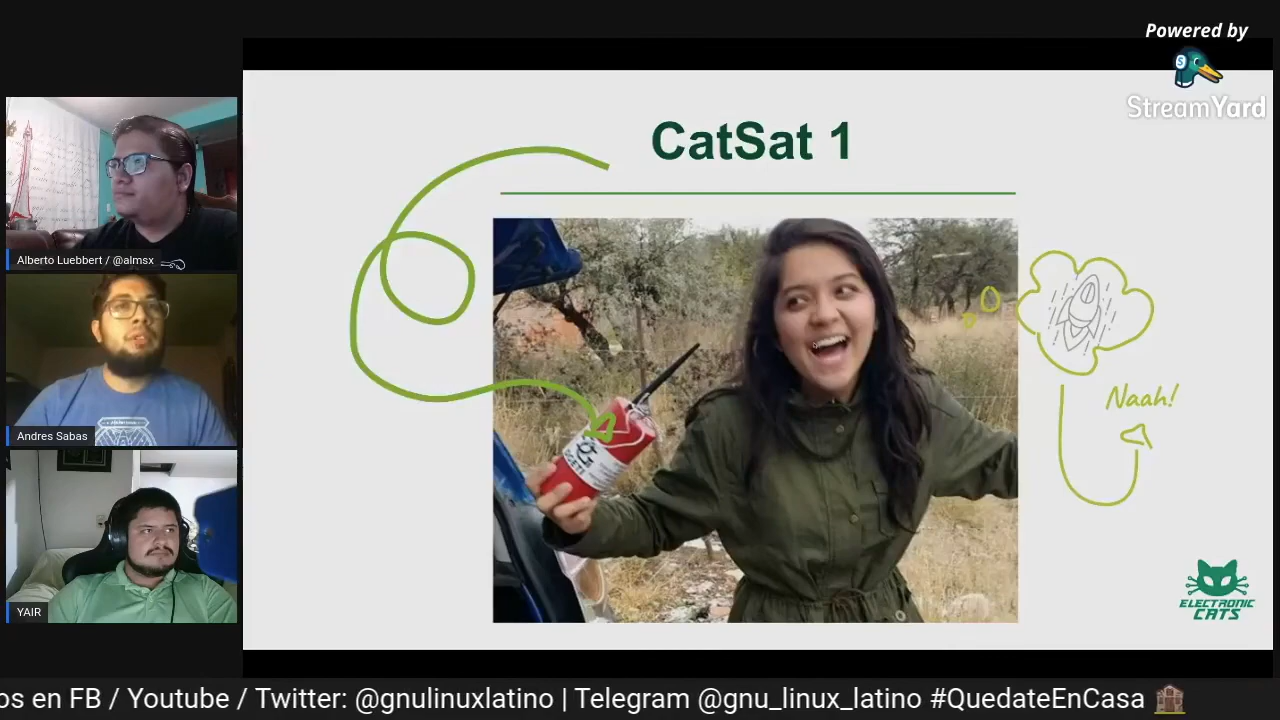 Powered by
StreamYard
CatSat 1
Alberto Luebbert / @almsx
Andres Sabas
YAIR
Naah!
ELECTRONIC
CATS
os en FB / Youtube / Twitter: @gnulinuxlatino | Telegram @gnu_linux_latino #QuedateEnCasa